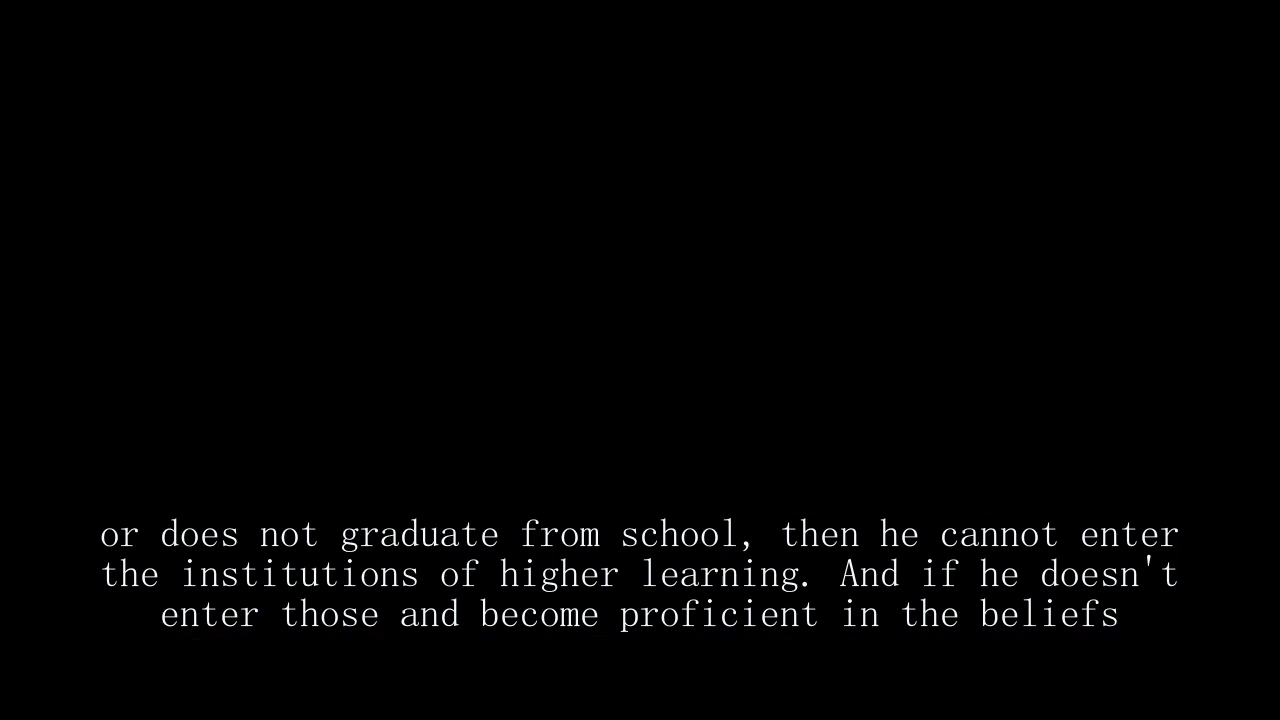 or does not graduate from school, then he cannot enter
the institutions of higher learning. And if he doesn't
enter those and become proficient in the beliefs